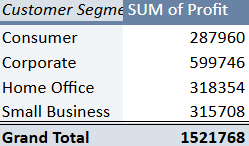 Customer Segme SUM of Profit
Consumer 287960
Corporate 599746
Home Office 318354
Small Business 315708
Grand Total 1521768